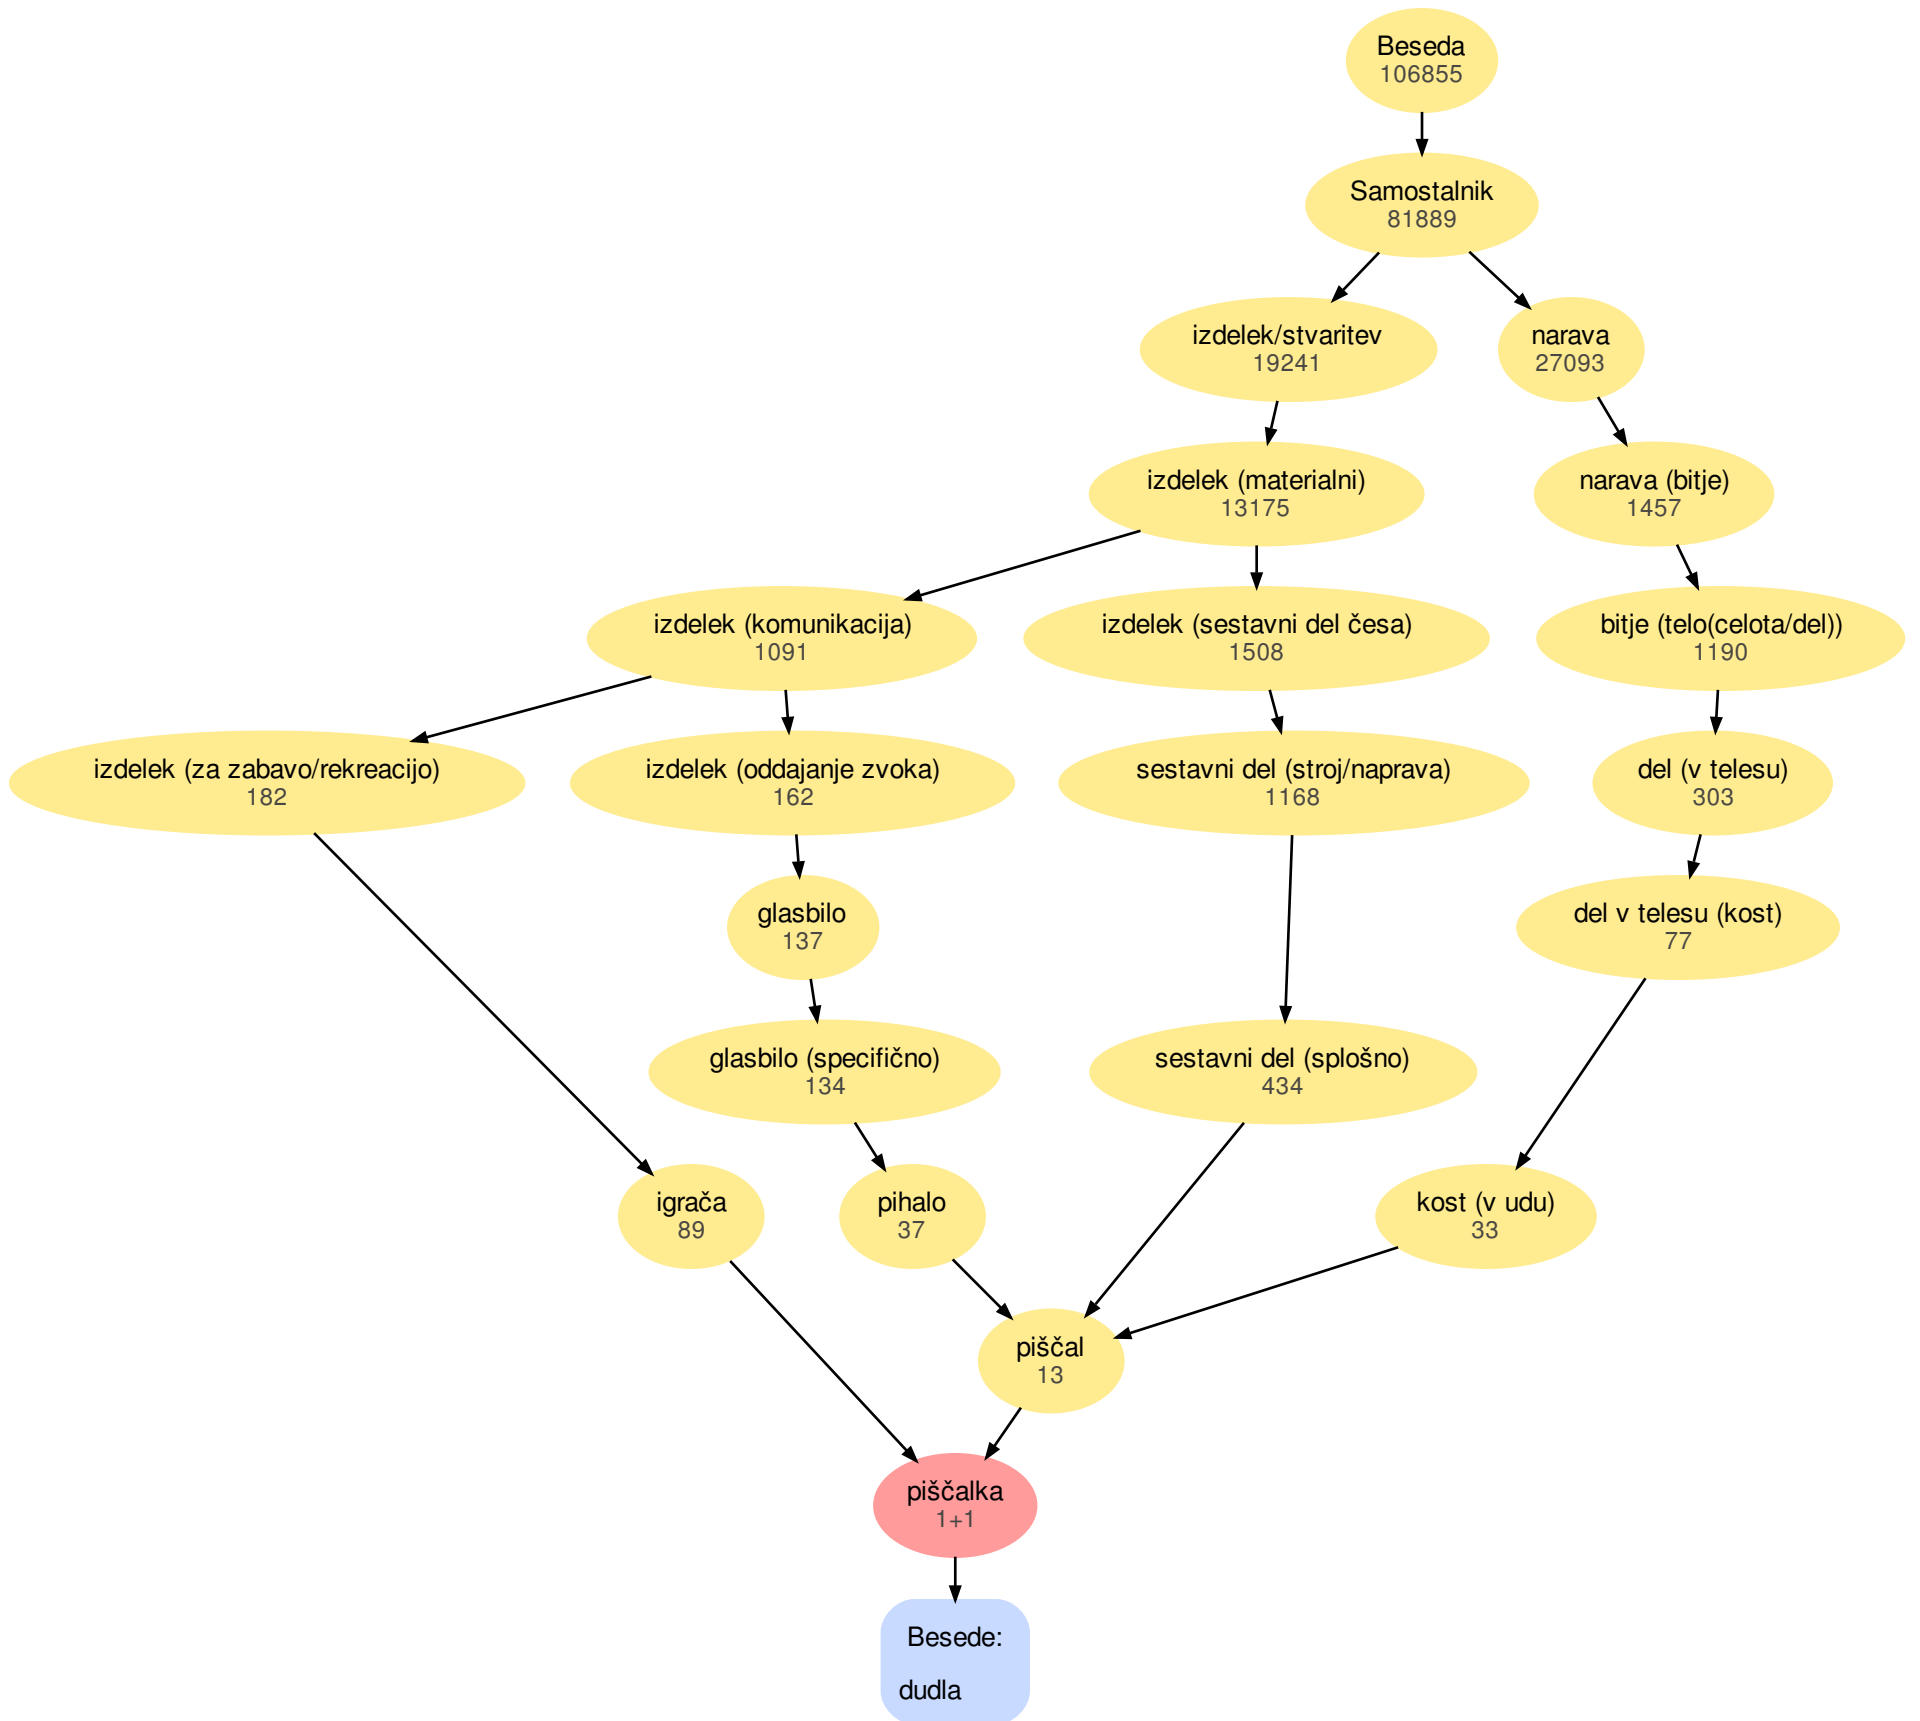 Beseda
106855
Samostalnik
81889
izdelek/stvaritev
19241
narava
27093
izdelek (materialni)
13175
narava (bitje)
1457
izdelek (komunikacija)
1091
izdelek (sestavni del česa)
1508
bitje (telo(celota/del))
1190
izdelek (za zabavo/rekreacijo)
182
izdelek (oddajanje zvoka)
162
sestavni del (stroj/naprava)
1168
del (v telesu)
303
glasbilo
137
del v telesu (kost)
77
glasbilo (specifično)
134
sestavni del (splošno)
434
igrača
89
pihalo
37
kost (v udu)
33
piščal
13
piščalka
1+1
Besede:
dudla